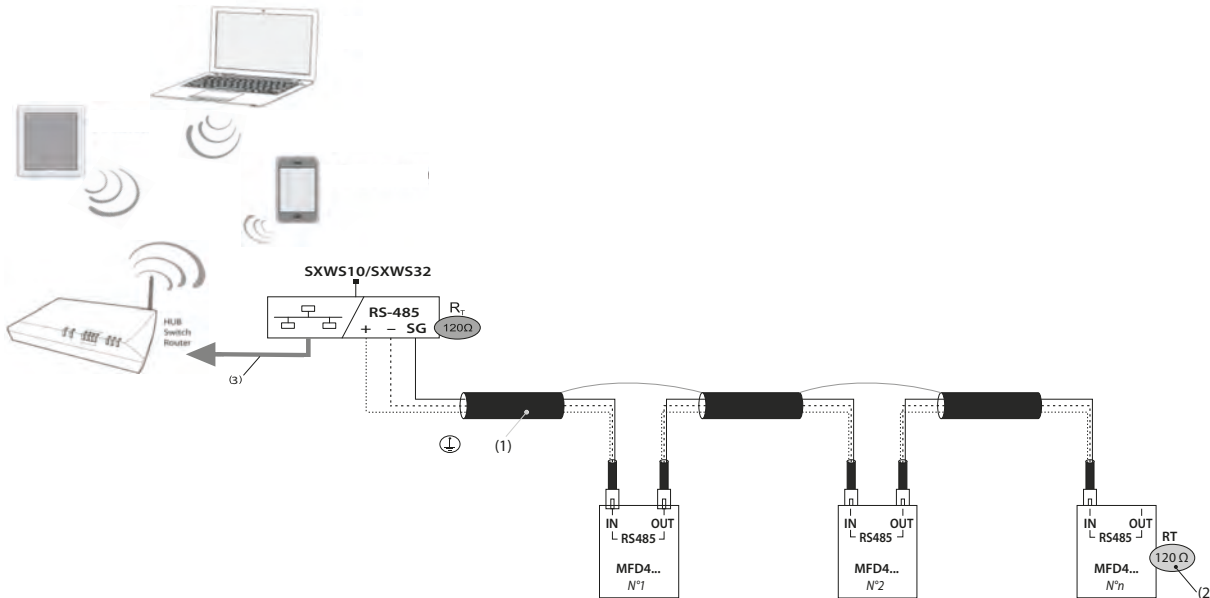 SXWS10/SXWS32
HUB
Switch
Router
RS-485
+ − SG
RT
120Ω
(3)
(1)
IN OUT
RS485
MFD4...
N°1
IN OUT
RS485
MFD4...
N°2
IN OUT
RS485
MFD4...
N°n
RT
120 Ω
(2